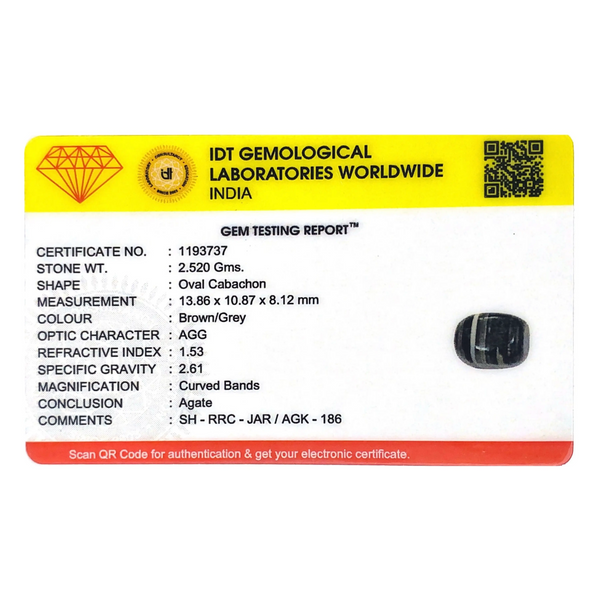 IDT GEMOLOGICAL
LABORATORIES WORLDWIDE
INDIA
GEM TESTING REPORT™
CERTIFICATE NO. : 1193737
STONE WT. : 2.520 Gms.
SHAPE : Oval Cabachon
MEASUREMENT : 13.86 x 10.87 x 8.12 mm
COLOUR : Brown/Grey
OPTIC CHARACTER : AGG
REFRACTIVE INDEX : 1.53
SPECIFIC GRAVITY : 2.61
MAGNIFICATION : Curved Bands
CONCLUSION : Agate
COMMENTS : SH - RRC - JAR / AGK - 186
Scan QR Code for authentication & get your electronic certificate.